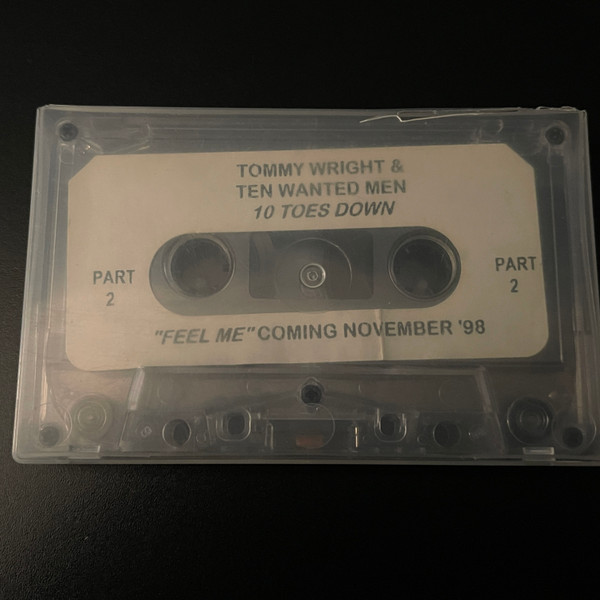 TOMMY WRIGHT &
TEN WANTED MEN
10 TOES DOWN
PART
2
PART
2
"FEEL ME" COMING NOVEMBER '98